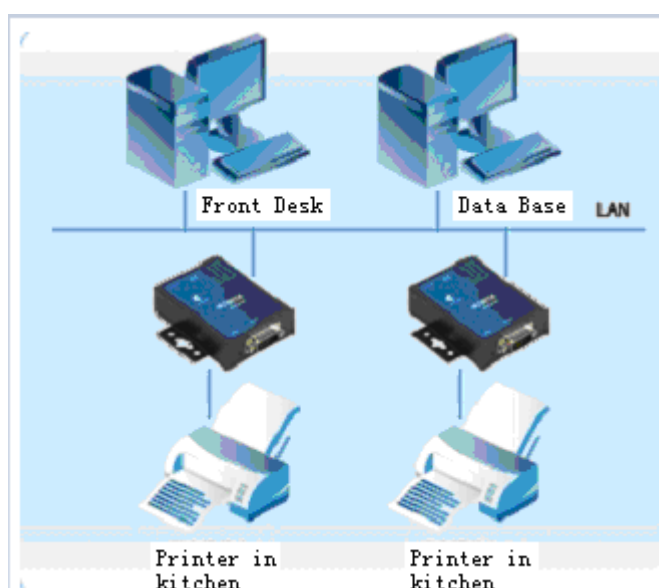 Front Desk
Data Base
LAN
Printer in
kitchen
Printer in
kitchen